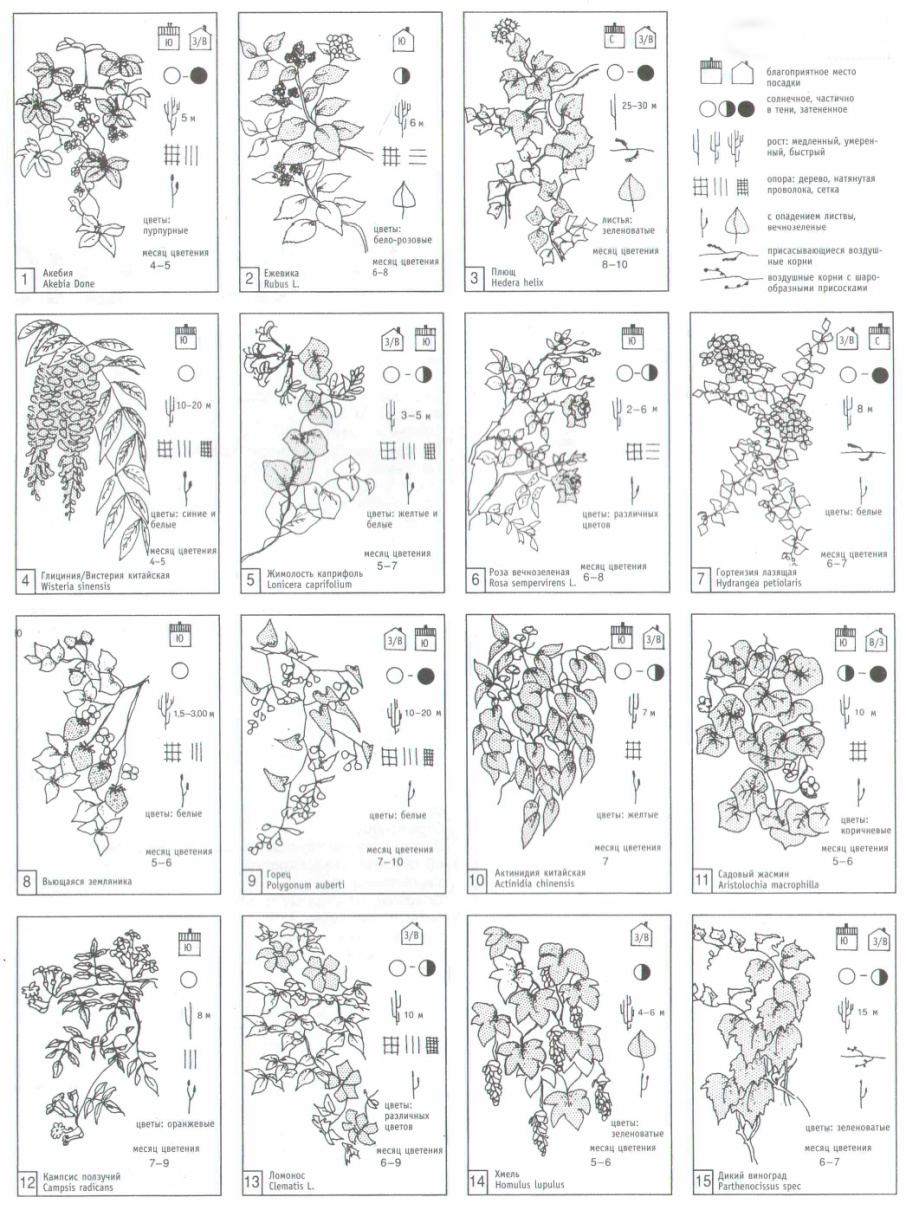 Ю
З/В
5 м
цветы:
пурпурные
месяц цветения
4–5
1
Акебия
Akebia Done
Ю
6 м
цветы:
бело-розовые
месяц цветения
6–8
2
Ежевика
Rubus L.
С
З/В
25–30 м
листья:
зеленоватые
месяц цветения
8–10
3
Плющ
Hedera helix
благоприятное место
посадки
солнечное, частично
в тени, затененное
рост: медленный, умерен-
ный, быстрый
опора: дерево, натянутая
проволока, сетка
с опадением листвы,
вечнозеленые
присасывающиеся воздуш-
ные корни
воздушные корни с шаро-
образными присосками
Ю
10–20 м
цветы: синие и
белые
месяц цветения
4–5
4
Глициния/Вистерия китайская
Wisteria sinensis
З/В
Ю
3–5 м
цветы: желтые и
белые
месяц цветения
5–7
5
Жимолость каприфоль
Lonicera caprifolium
Ю
2–6 м
цветы: различных
цветов
месяц цветения
6–8
6
Роза вечнозеленая
Rosa sempervirens L.
З/В
С
8 м
цветы: белые
месяц цветения
6–7
7
Гортензия лазящая
Hydrangea petiolaris
Ю
1,5–3,00 м
цветы: белые
месяц цветения
5–6
8
Вьющаяся земляника
З/В
Ю
10–20 м
цветы: белые
месяц цветения
7–10
9
Горец
Polygonum auberti
Ю
З/В
7 м
цветы: желтые
месяц цветения
7
10
Актинидия китайская
Actinidia chinensis
Ю
В/З
10 м
цветы:
коричневые
месяц цветения
5–6
11
Садовый жасмин
Aristolochia macrophilla
Ю
8 м
цветы: оранжевые
месяц цветения
7–9
12
Кампсис ползучий
Campsis radicans
З/В
10 м
цветы:
различных
цветов
месяц цветения
6–9
13
Ломонос
Clematis L.
З/В
4–6 м
цветы:
зеленоватые
месяц цветения
5–6
14
Хмель
Homulus lupulus
Ю
З/В
15 м
цветы: зеленоватые
месяц цветения
6–7
15
Дикий виноград
Parthenocissus spec